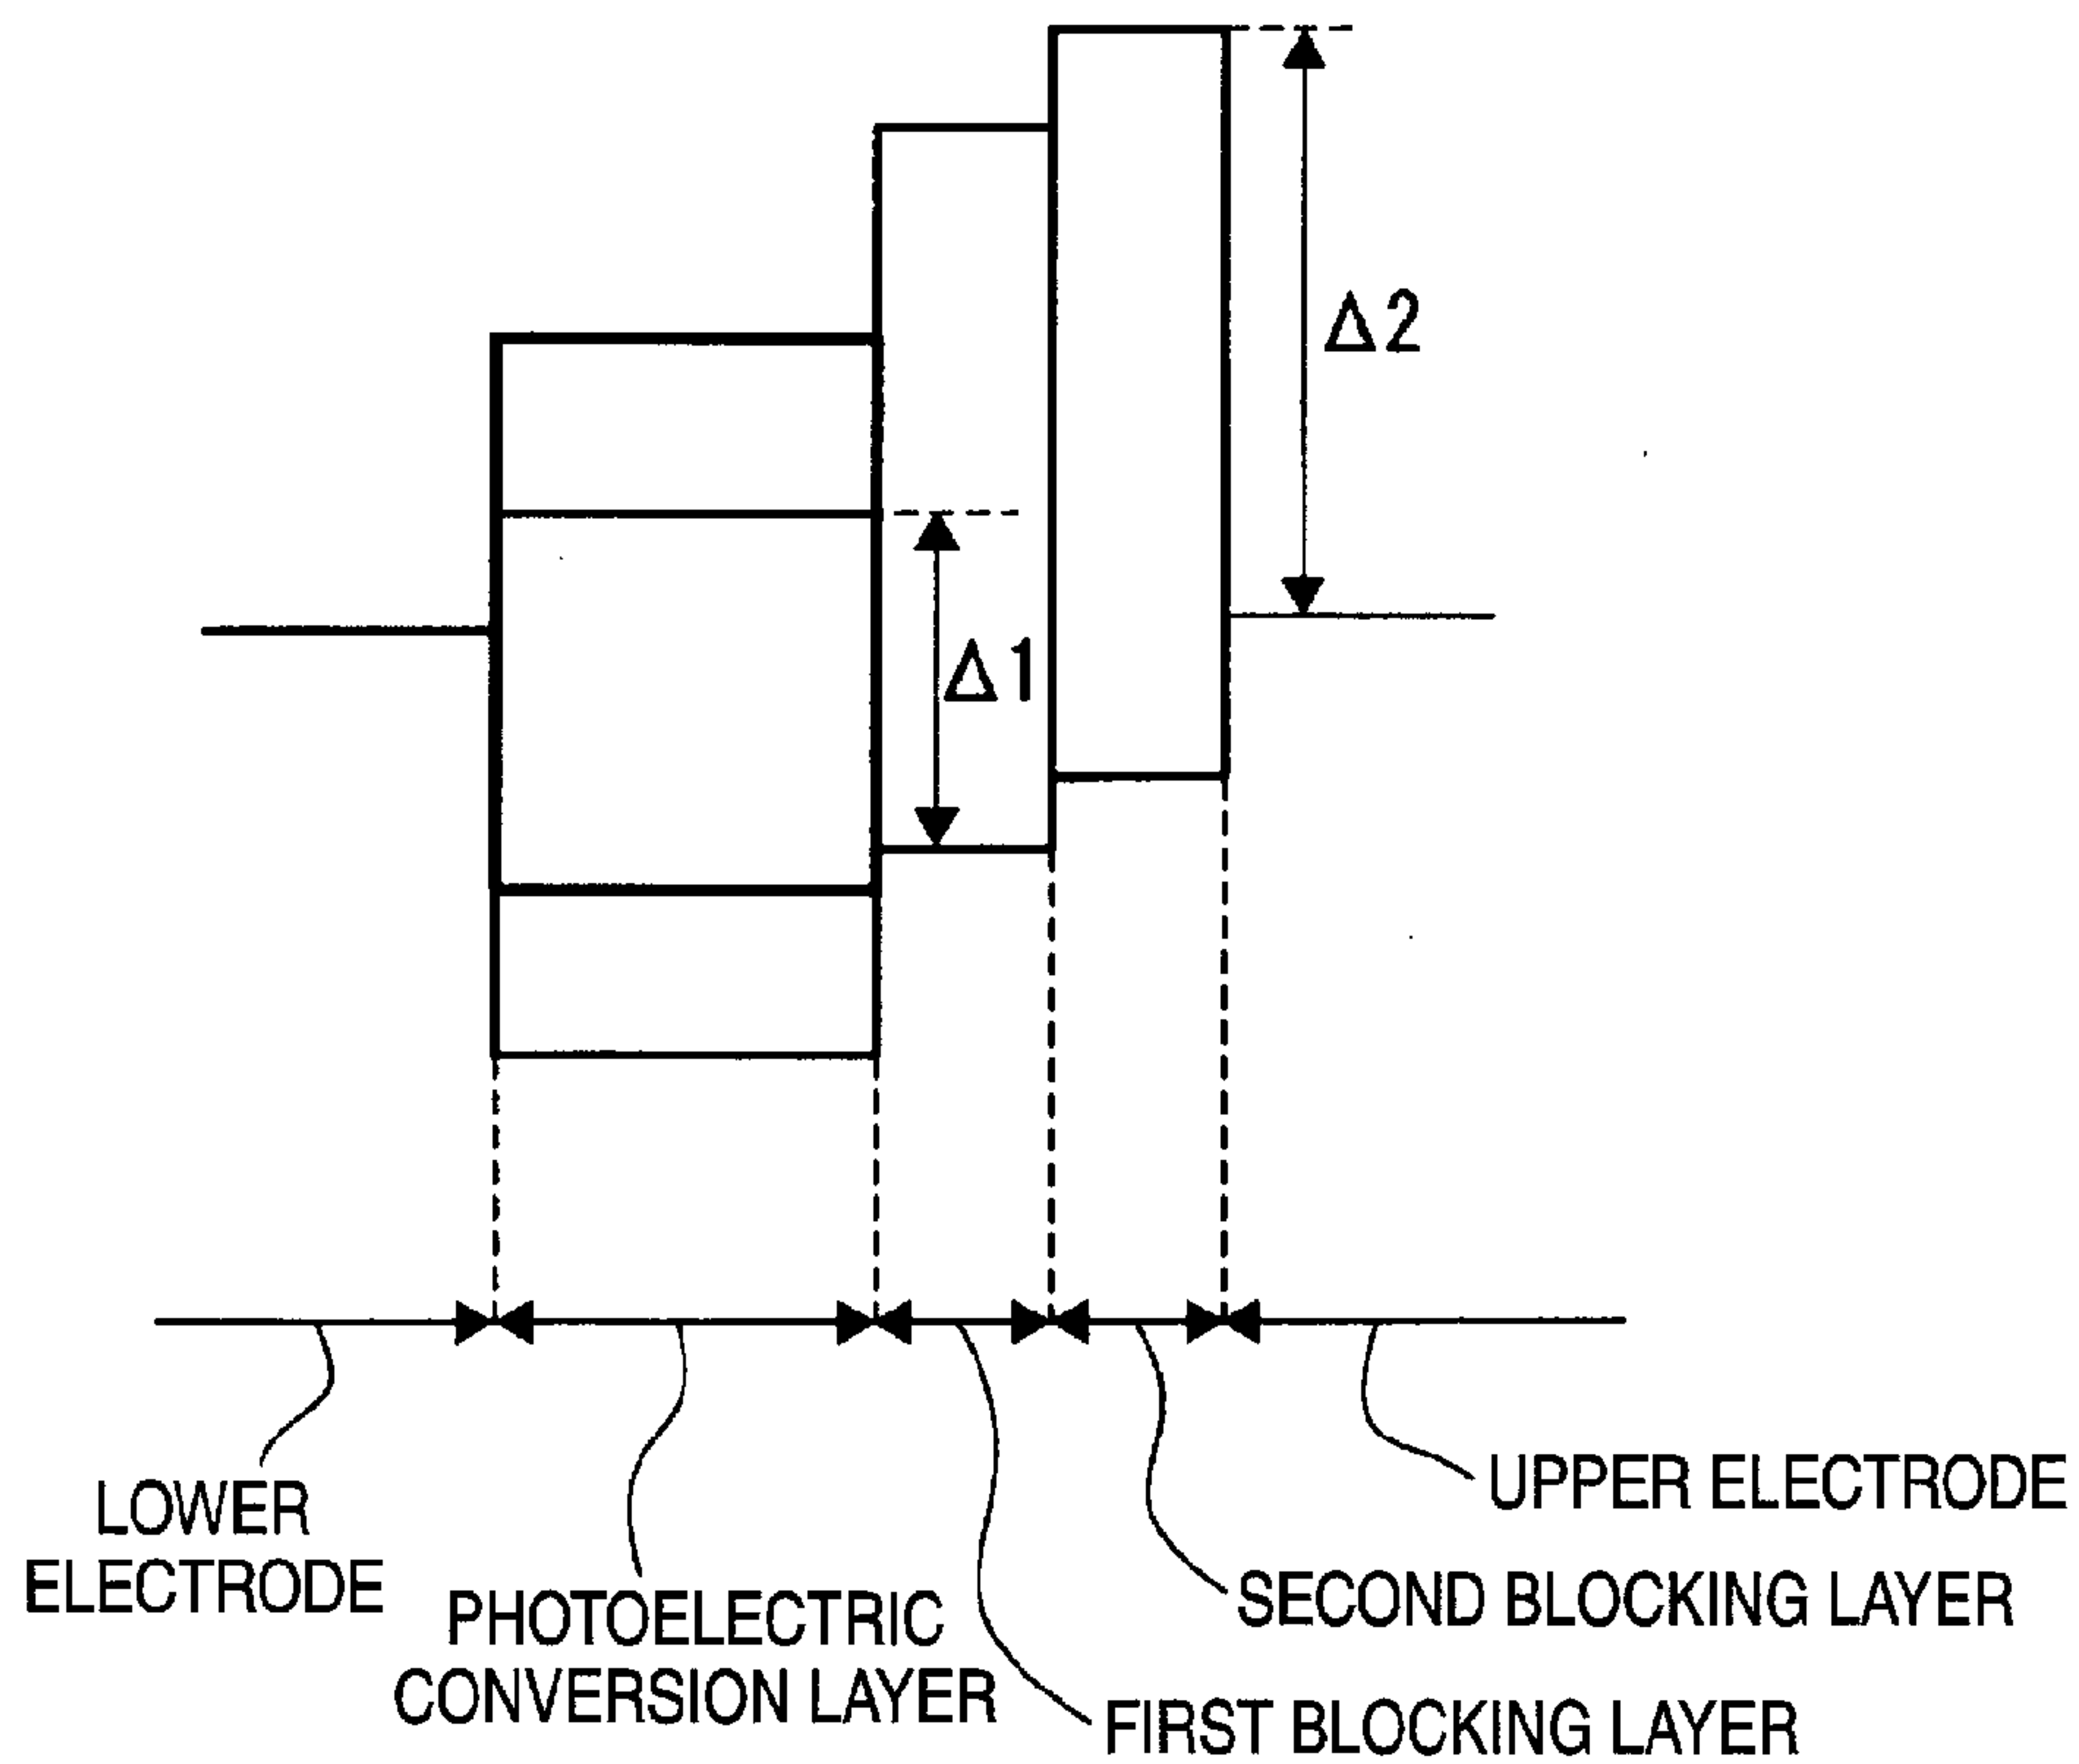 Δ2
Δ1
LOWER
ELECTRODE
PHOTOELECTRIC
CONVERSION LAYER
FIRST BLOCKING LAYER
SECOND BLOCKING LAYER
UPPER ELECTRODE